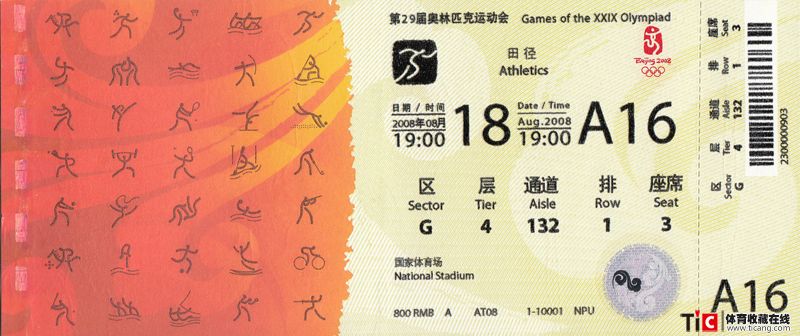 第29届奥林匹克运动会 Games of the XXIX Olympiad
田径
Athletics
Beijing 2008
日期 / 时间
2008年08月
19:00
18
Date / Time
Aug.2008
19:00
A16
区 层 通道 排 座席
Sector Tier Aisle Row Seat
G 4 132 1 3
国家体育场
National Stadium
800 RMB A AT08 1-10001 NPU
座席 Seat 3
排 Row 1
通道 Aisle 132
层 Tier 4
区 Sector G
2300000903
A16
TIC 体育收藏在线
www.ticang.com